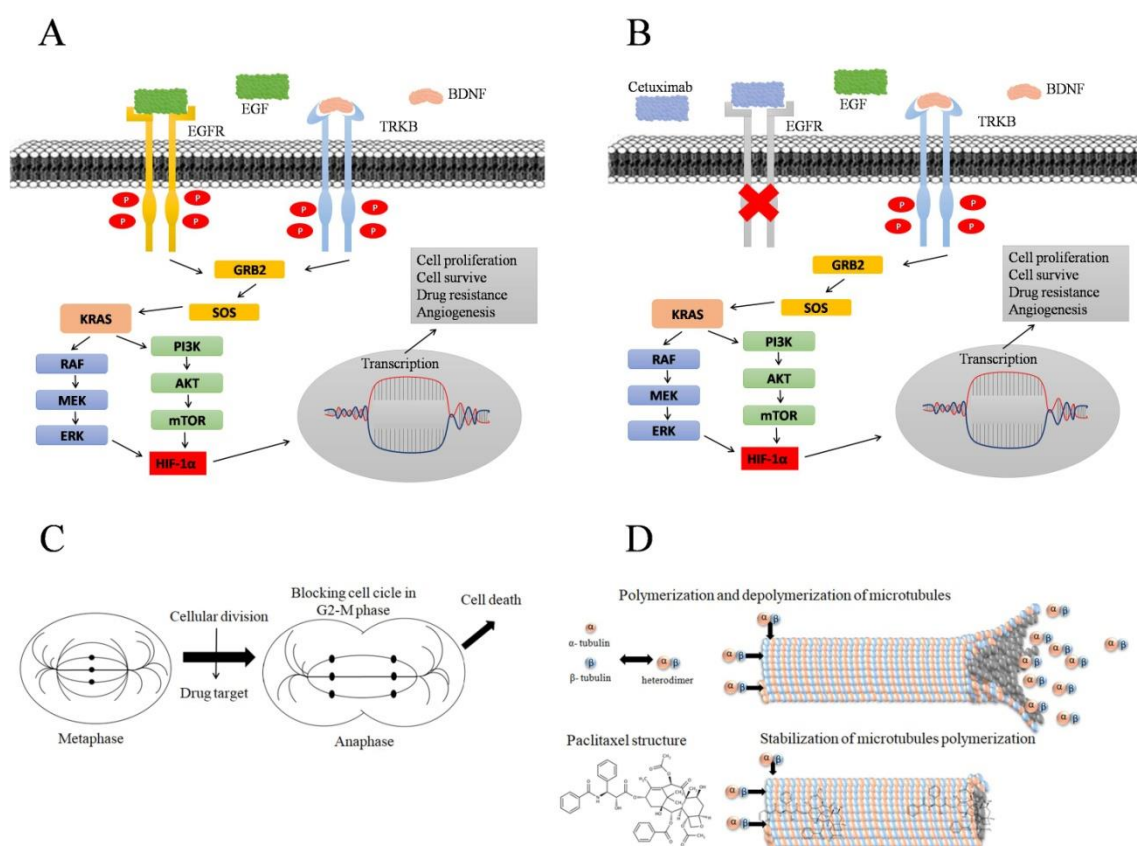 A
EGF
BDNF
EGFR
TRKB
P
P
P
P
P
P
P
P
GRB2
SOS
KRAS
RAF
MEK
ERK
PI3K
AKT
mTOR
HIF-1α
Transcription
Cell proliferation
Cell survive
Drug resistance
Angiogenesis
B
Cetuximab
EGF
BDNF
EGFR
TRKB
P
P
P
P
GRB2
SOS
KRAS
RAF
MEK
ERK
PI3K
AKT
mTOR
HIF-1α
Transcription
Cell proliferation
Cell survive
Drug resistance
Angiogenesis
C
Cellular division
Drug target
Metaphase
Blocking cell cicle in
G2-M phase
Anaphase
Cell death
D
Polymerization and depolymerization of microtubules
α
α- tubulin
β
β- tubulin
α β
heterodimer
α β
α β
α β
α β
α β
α β
α β
α β
α β
α β
α β
α β
Paclitaxel structure
Stabilization of microtubules polymerization
α β
α β
α β